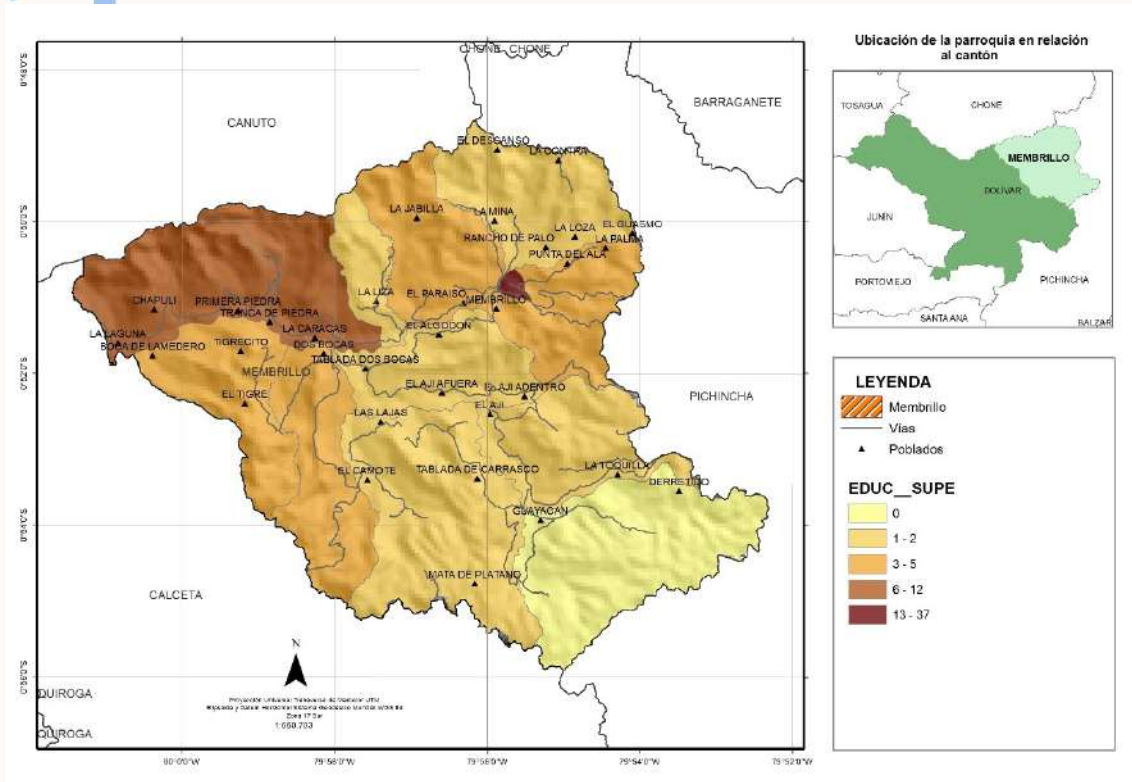 CHONE CHONE
BARRAGANETE
CANUTO
EL DESCANSO
LA CONTRA
LA JABILLA
LA MINA
LA LOZA
EL GUASMO
RANCHO DE PALO
LA PALMA
PUNTA DEL ALA
CHAPULI
PRIMERA PIEDRA
LA LIZA
EL PARAISO
MEMBRILLO
TRANCA DE PIEDRA
LA CARACAS
EL ALGODON
LA LAGUNA
BOCA DE LAMEDERO
TIGRECITO
DOS BOCAS
TABLADA DOS BOCAS
MEMBRILLO
EL AJI AFUERA
EL AJI ADENTRO
PICHINCHA
EL TIGRE
LAS LAJAS
EL AJI
EL CAMOTE
TABLADA DE CARRASCO
LA TOQUILLA
DERRETIDO
GUAYACAN
MATA DE PLATANO
CALCETA
N
QUIROGA
QUIROGA
Zona 17 Sur
80°0'0"W
79°58'0"W
79°56'0"W
79°54'0"W
79°52'0"W
Ubicación de la parroquia en relación
al cantón
TOSAGUA
CHONE
MEMBRILLO
BOLIVAR
JUNÍN
PORTOVIEJO
PICHINCHA
SANTA ANA
BALZAR
LEYENDA
Membrillo
Vías
Poblados
EDUC__SUPE
0
1 - 2
3 - 5
6 - 12
13 - 37